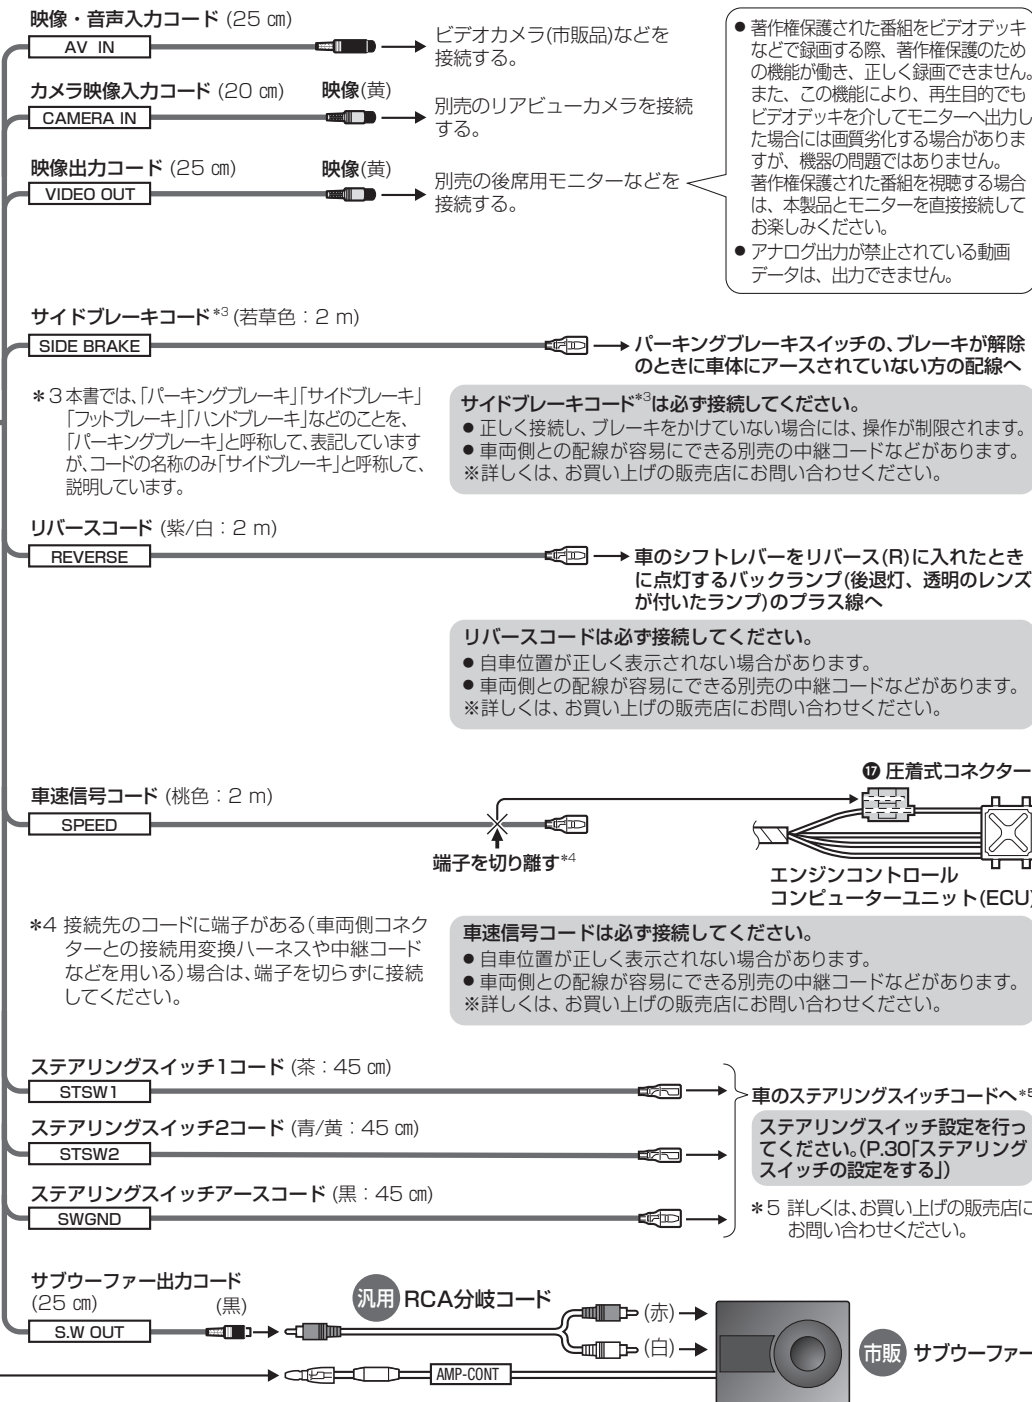 映像・音声入力コード (25 ㎝)
AV IN
ビデオカメラ(市販品)などを
接続する。
カメラ映像入力コード (20 ㎝)
映像(黄)
CAMERA IN
別売のリアビューカメラを接続
する。
映像出力コード (25 ㎝)
映像(黄)
VIDEO OUT
別売の後席用モニターなどを
接続する。
● 著作権保護された番組をビデオデッキ
などで録画する際、著作権保護のため
の機能が働き、正しく録画できません。
また、この機能により、再生目的でも
ビデオデッキを介してモニターへ出力し
た場合には画質劣化する場合がありま
すが、機器の問題ではありません。
著作権保護された番組を視聴する場合
は、本製品とモニターを直接接続して
お楽しみください。
● アナログ出力が禁止されている動画
データは、出力できません。
サイドブレーキコード*3 (若草色：2 m)
SIDE BRAKE
パーキングブレーキスイッチの、ブレーキが解除
のときに車体にアースされていない方の配線へ
*3 本書では、「パーキングブレーキ」「サイドブレーキ」
「フットブレーキ」「ハンドブレーキ」などのことを、
「パーキングブレーキ」と呼称して、表記しています
が、コードの名称のみ「サイドブレーキ」と呼称して、
説明しています。
サイドブレーキコード*3は必ず接続してください。
● 正しく接続し、ブレーキをかけていない場合には、操作が制限されます。
● 車両側との配線が容易にできる別売の中継コードなどがあります。
※詳しくは、お買い上げの販売店にお問い合わせください。
リバースコード (紫/白：2 m)
REVERSE
車のシフトレバーをリバース(R)に入れたとき
に点灯するバックランプ(後退灯、透明のレンズ
が付いたランプ)のプラス線へ
リバースコードは必ず接続してください。
● 自車位置が正しく表示されない場合があります。
● 車両側との配線が容易にできる別売の中継コードなどがあります。
※詳しくは、お買い上げの販売店にお問い合わせください。
⓱ 圧着式コネクター
車速信号コード (桃色：2 m)
SPEED
端子を切り離す*4
エンジンコントロール
コンピューターユニット(ECU)
*4 接続先のコードに端子がある(車両側コネク
ターとの接続用変換ハーネスや中継コード
などを用いる)場合は、端子を切らずに接続
してください。
車速信号コードは必ず接続してください。
● 自車位置が正しく表示されない場合があります。
● 車両側との配線が容易にできる別売の中継コードなどがあります。
※詳しくは、お買い上げの販売店にお問い合わせください。
ステアリングスイッチ1コード (茶：45 ㎝)
STSW1
ステアリングスイッチ2コード (青/黄：45 ㎝)
STSW2
ステアリングスイッチアースコード (黒：45 ㎝)
SWGND
車のステアリングスイッチコードへ*5
ステアリングスイッチ設定を行っ
てください。(P.30「ステアリング
スイッチの設定をする」)
*5 詳しくは、お買い上げの販売店に
お問い合わせください。
サブウーファー出力コード
(25 ㎝)
(黒)
S.W OUT
汎用 RCA分岐コード
(赤)
(白)
AMP-CONT
市販 サブウーファー